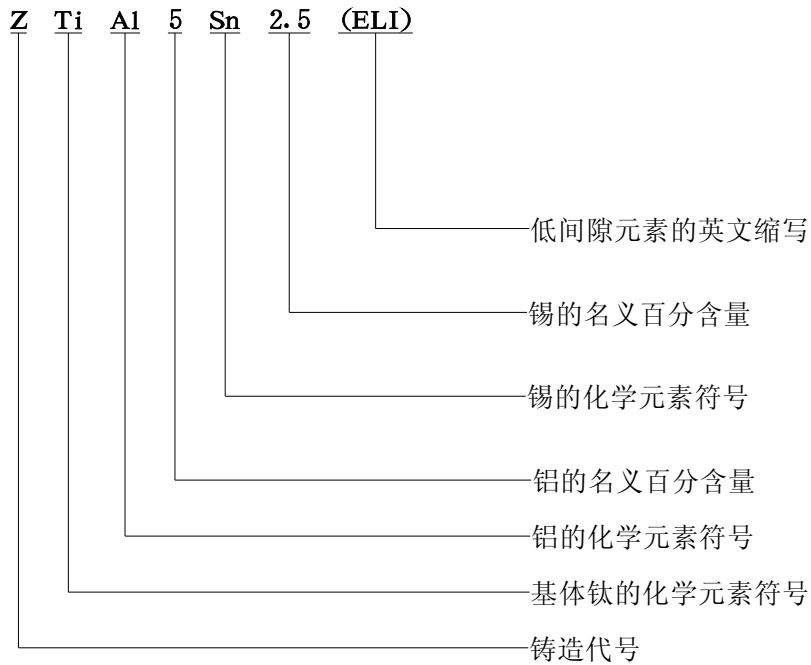 Z Ti Al 5 Sn 2.5 (ELI)
低间隙元素的英文缩写
锡的名义百分含量
锡的化学元素符号
铝的名义百分含量
铝的化学元素符号
基体钛的化学元素符号
铸造代号